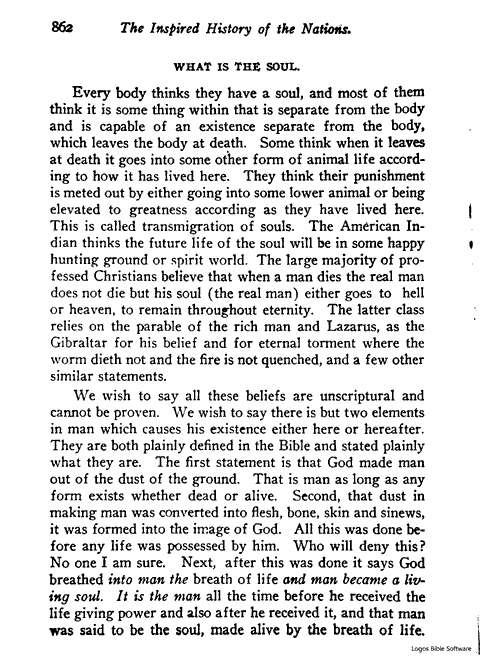 862 The Inspired History of the Nations.
WHAT IS THE SOUL.
Every body thinks they have a soul, and most of them
think it is some thing within that is separate from the body
and is capable of an existence separate from the body,
which leaves the body at death. Some think when it leaves
at death it goes into some other form of animal life accord-
ing to how it has lived here. They think their punishment
is meted out by either going into some lower animal or being
elevated to greatness according as they have lived here.
This is called transmigration of souls. The American In-
dian thinks the future life of the soul will be in some happy
hunting ground or spirit world. The large majority of pro-
fessed Christians believe that when a man dies the real man
does not die but his soul (the real man) either goes to hell
or heaven, to remain throughout eternity. The latter class
relies on the parable of the rich man and Lazarus, as the
Gibraltar for his belief and for eternal torment where the
worm dieth not and the fire is not quenched, and a few other
similar statements.
We wish to say all these beliefs are unscriptural and
cannot be proven. We wish to say there is but two elements
in man which causes his existence either here or hereafter.
They are both plainly defined in the Bible and stated plainly
what they are. The first statement is that God made man
out of the dust of the ground. That is man as long as any
form exists whether dead or alive. Second, that dust in
making man was converted into flesh, bone, skin and sinews,
it was formed into the image of God. All this was done be-
fore any life was possessed by him. Who will deny this?
No one I am sure. Next, after this was done it says God
breathed into man the breath of life and man became a liv-
ing soul. It is the man all the time before he received the
life giving power and also after he received it, and that man
was said to be the soul, made alive by the breath of life.
Logos Bible Software